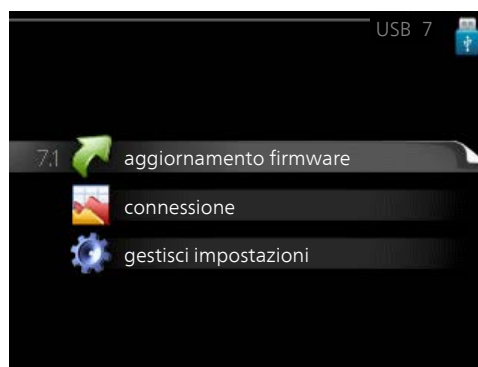 USB 7
7.1 aggiornamento firmware
connessione
gestisci impostazioni